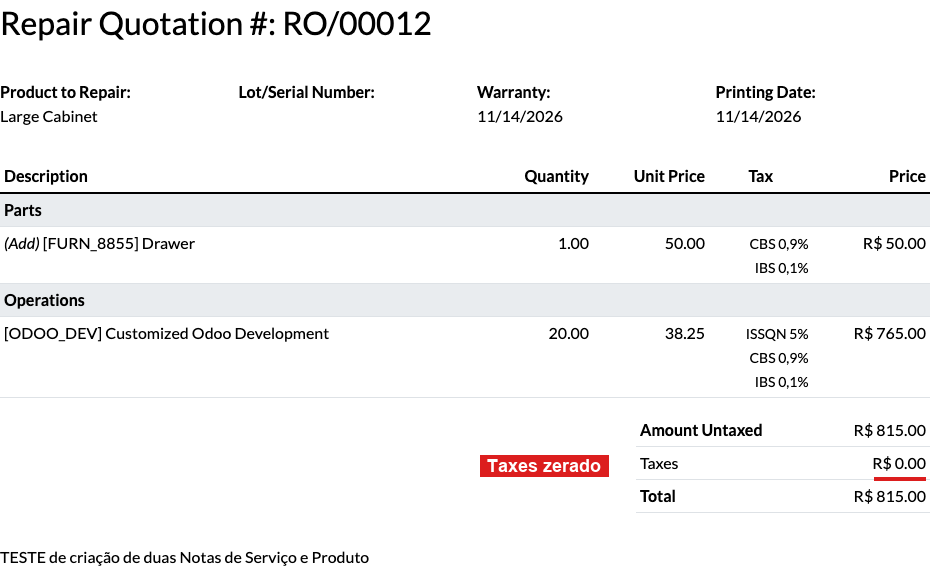 Repair Quotation #: RO/00012
Product to Repair: Lot/Serial Number: Warranty: Printing Date:
Large Cabinet 11/14/2026 11/14/2026
Description Quantity Unit Price Tax Price
Parts
(Add) [FURN_8855] Drawer 1.00 50.00 CBS 0,9% R$ 50.00
IBS 0,1%
Operations
[ODOO_DEV] Customized Odoo Development 20.00 38.25 ISSQN 5% R$ 765.00
CBS 0,9%
IBS 0,1%
Amount Untaxed R$ 815.00
Taxes zerado Taxes R$ 0.00
Total R$ 815.00
TESTE de criação de duas Notas de Serviço e Produto